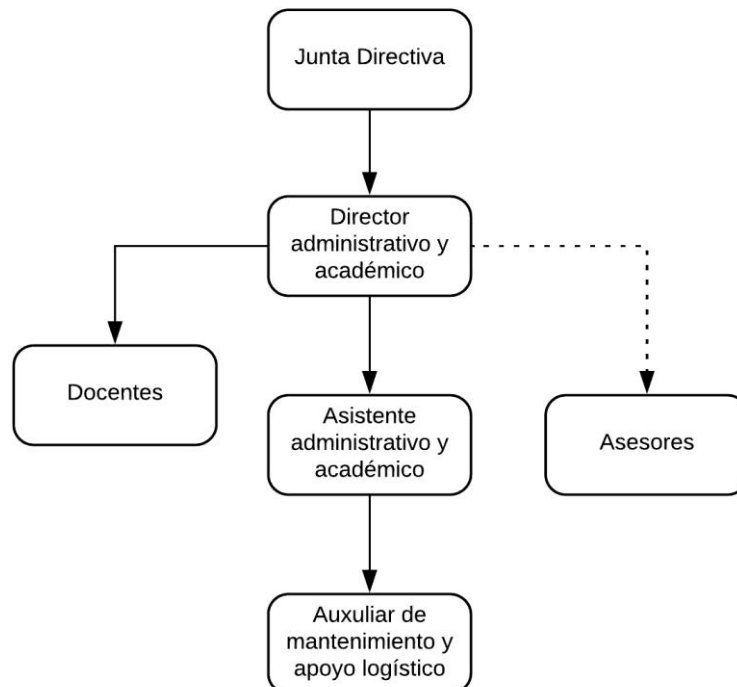 Junta Directiva
Director
administrativo y
académico
Docentes
Asistente
administrativo y
académico
Asesores
Auxuliar de
mantenimiento y
apoyo logístico